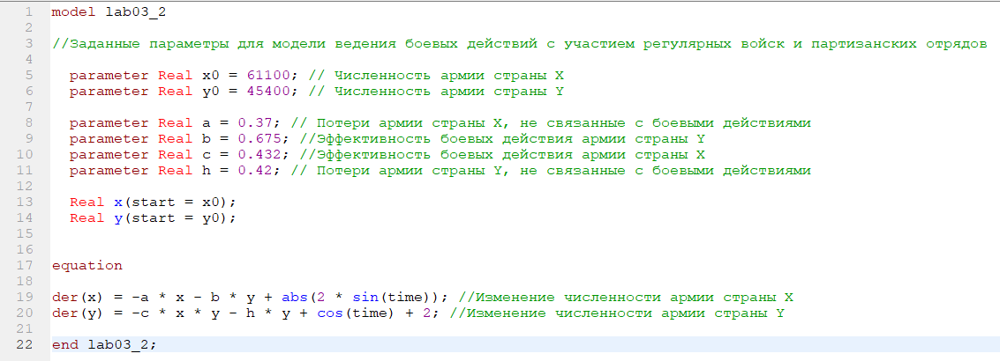 1 model lab03_2
2
3 //Заданные параметры для модели ведения боевых действий с участием регулярных войск и партизанских отрядов
4
5 parameter Real x0 = 61100; // Численность армии страны X
6 parameter Real y0 = 45400; // Численность армии страны Y
7
8 parameter Real a = 0.37; // Потери армии страны X, не связанные с боевыми действиями
9 parameter Real b = 0.675; //Эффективность боевых действия армии страны Y
10 parameter Real c = 0.432; //Эффективность боевых действия армии страны X
11 parameter Real h = 0.42; // Потери армии страны Y, не связанные с боевыми действиями
12
13 Real x(start = x0);
14 Real y(start = y0);
15
16
17 equation
18
19 der(x) = -a * x - b * y + abs(2 * sin(time)); //Изменение численности армии страны X
20 der(y) = -c * x * y - h * y + cos(time) + 2; //Изменение численности армии страны Y
21
22 end lab03_2;